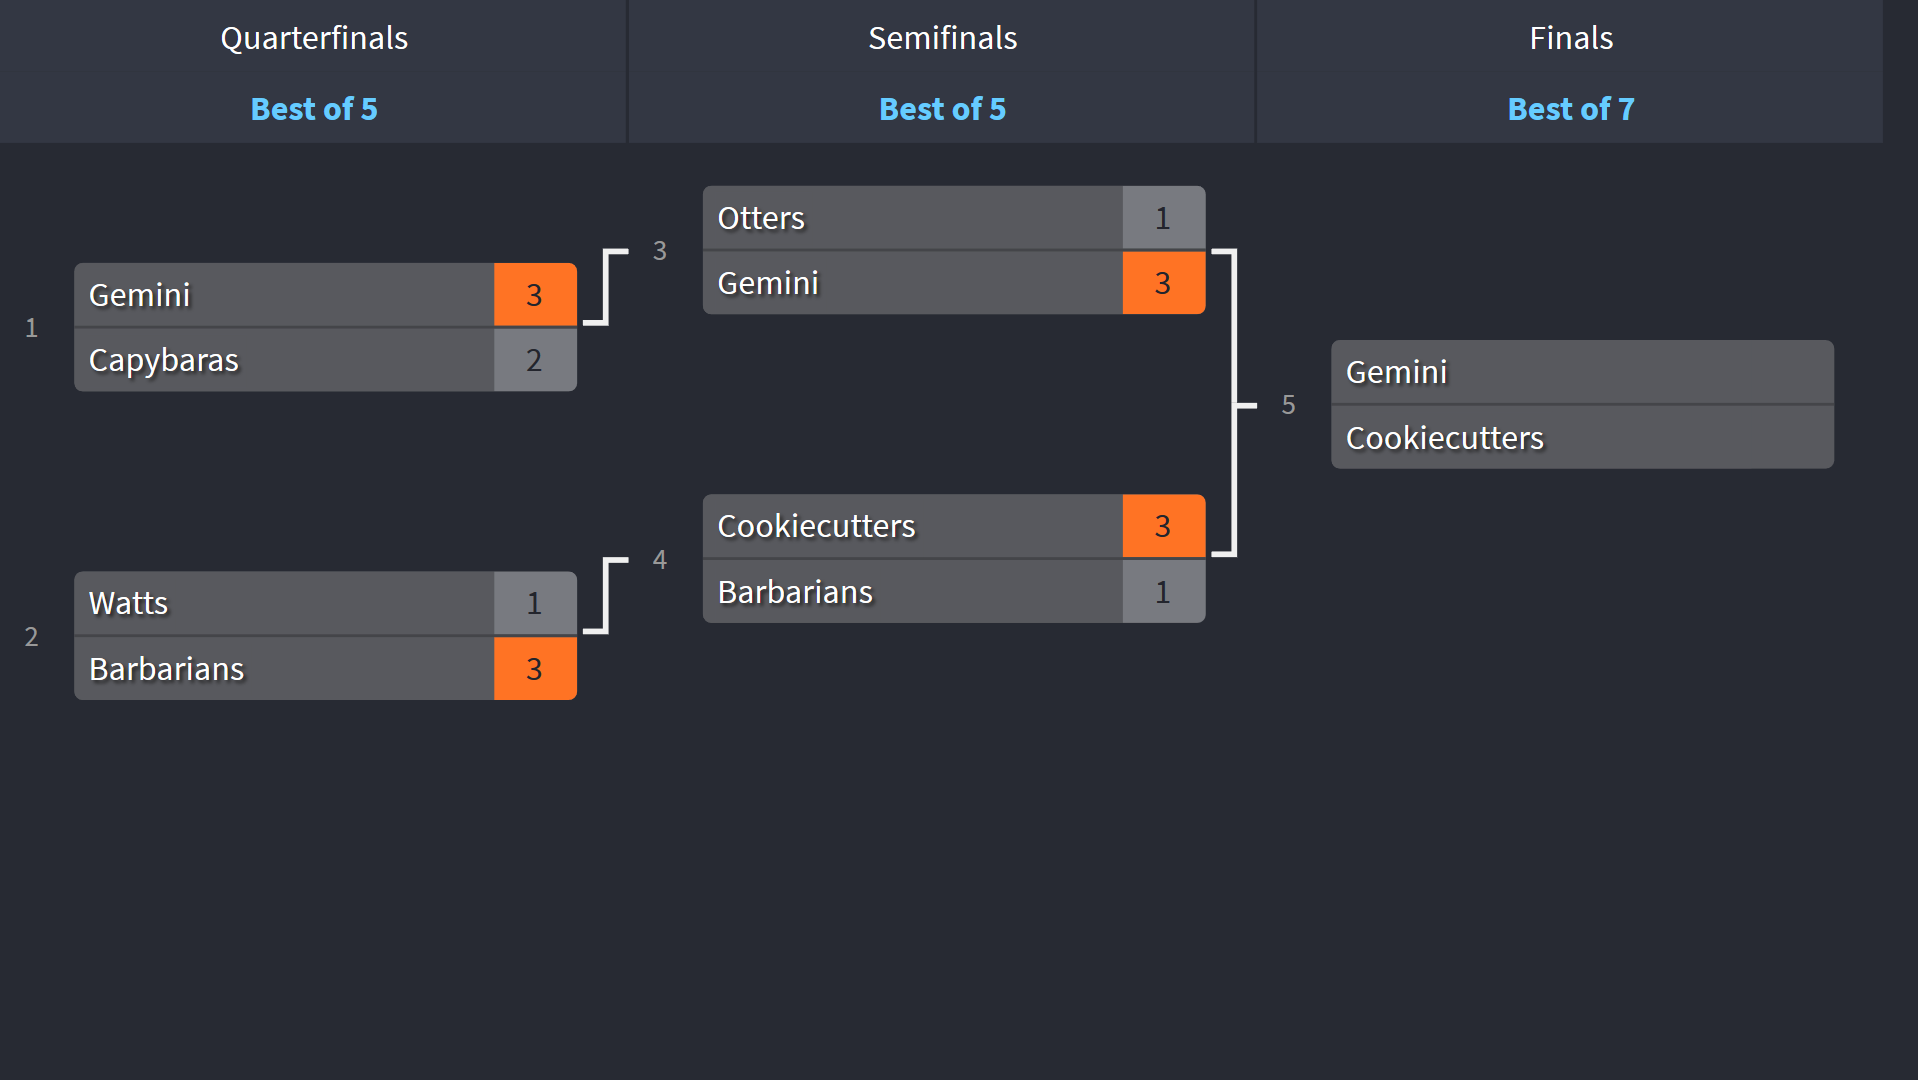 Quarterfinals
Best of 5
Semifinals
Best of 5
Finals
Best of 7
1
Gemini 3
Capybaras 2
2
Watts 1
Barbarians 3
3
Otters 1
Gemini 3
4
Cookiecutters 3
Barbarians 1
5
Gemini
Cookiecutters